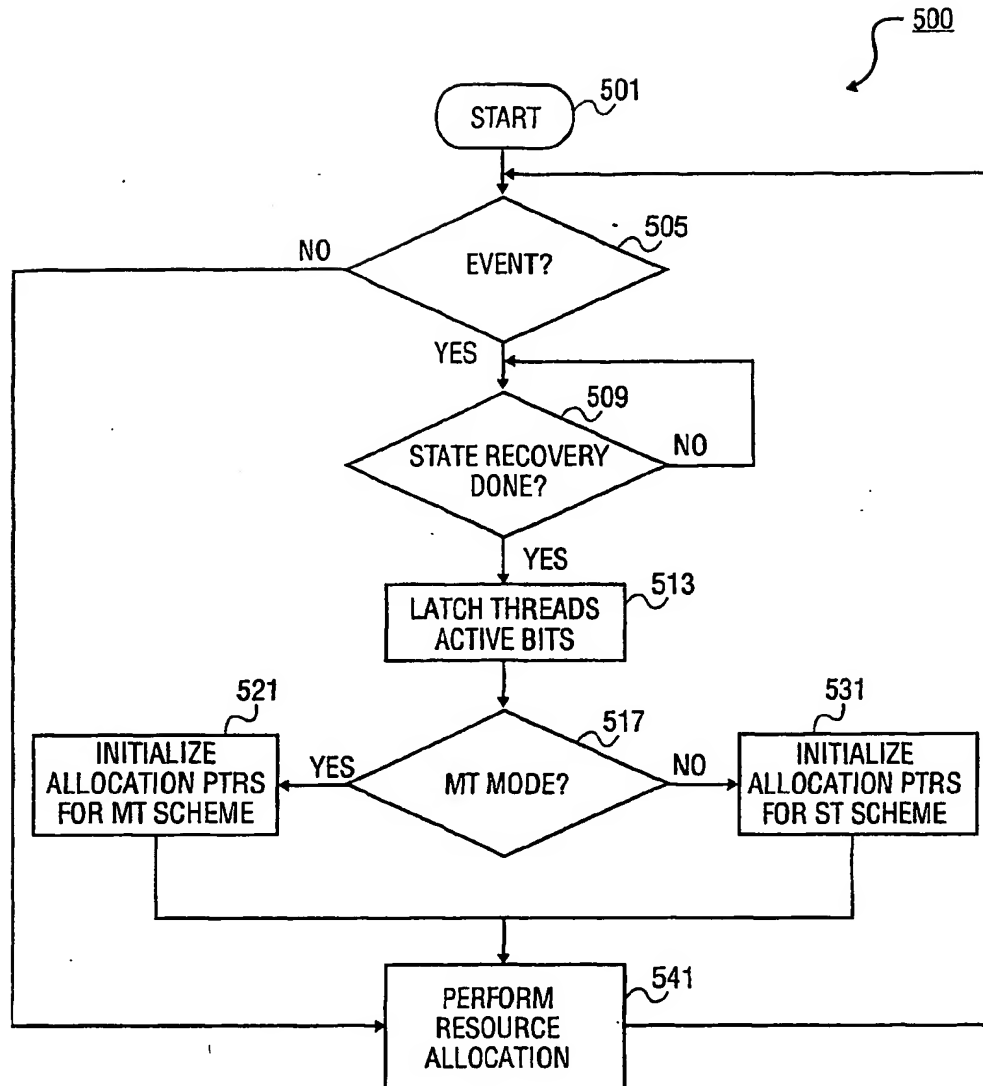 500
501
START
505
NO
EVENT?
YES
509
STATE RECOVERY
DONE?
NO
YES
513
LATCH THREADS
ACTIVE BITS
521
517
531
INITIALIZE
ALLOCATION PTRS
FOR MT SCHEME
YES
MT MODE?
NO
INITIALIZE
ALLOCATION PTRS
FOR ST SCHEME
541
PERFORM
RESOURCE
ALLOCATION